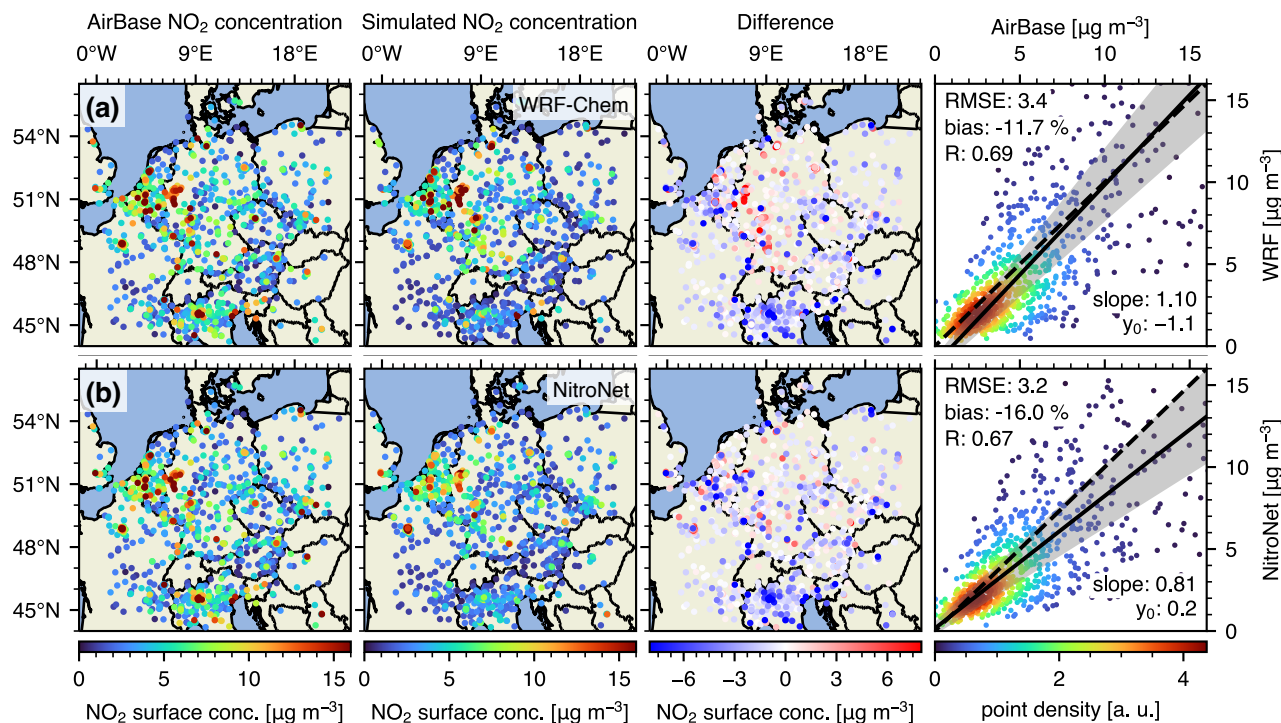 AirBase NO₂ concentration
Simulated NO₂ concentration
Difference
AirBase [µg m⁻³]
0°W 9°E 18°E
0°W 9°E 18°E
0°W 9°E 18°E
0 5 10 15
(a)
WRF-Chem
54°N
51°N
48°N
45°N
RMSE: 3.4
bias: -11.7 %
R: 0.69
slope: 1.10
y₀: −1.1
15
10
5
0
WRF [µg m⁻³]
(b)
NitroNet
54°N
51°N
48°N
45°N
RMSE: 3.2
bias: -16.0 %
R: 0.67
slope: 0.81
y₀: 0.2
15
10
5
0
NitroNet [µg m⁻³]
0 5 10 15
0 5 10 15
−6 −3 0 3 6
0 2 4
NO₂ surface conc. [µg m⁻³]
NO₂ surface conc. [µg m⁻³]
NO₂ surface conc. [µg m⁻³]
point density [a. u.]